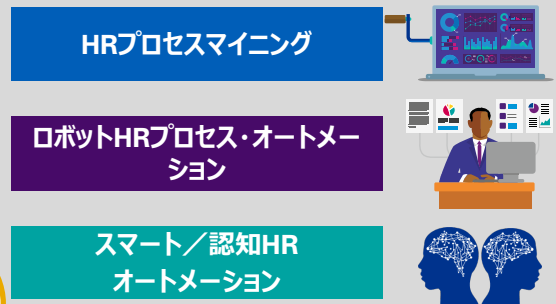 HRプロセスマイニング
ロボットHRプロセス・オートメー
ション
スマート／認知HR
オートメーション